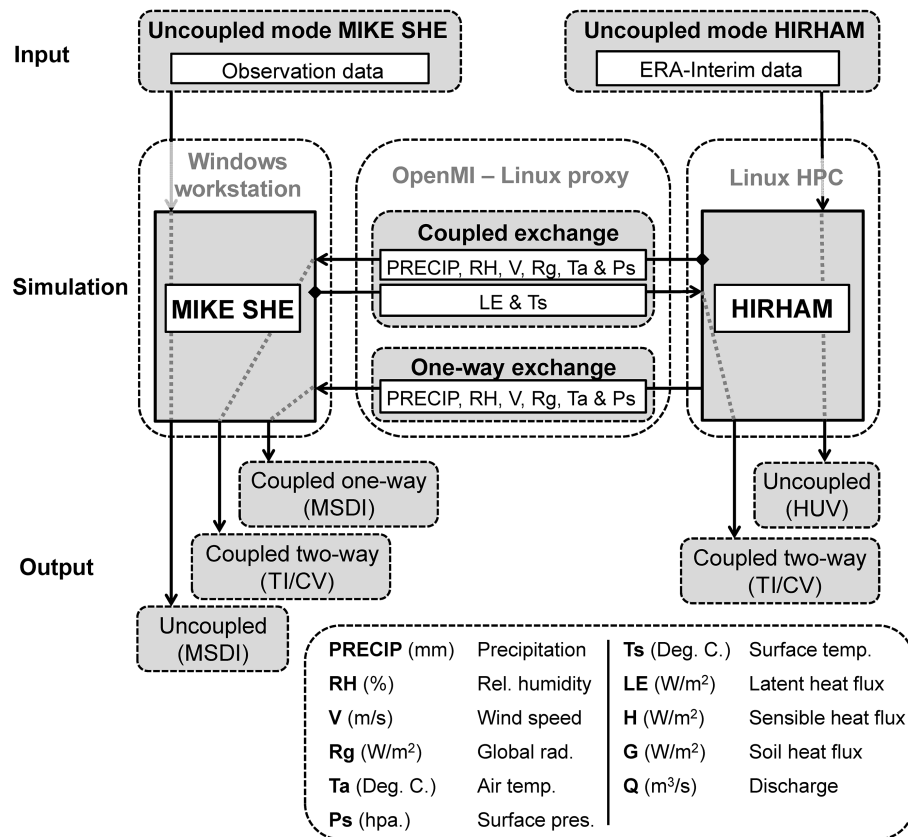 Input
Uncoupled mode MIKE SHE
Observation data
Uncoupled mode HIRHAM
ERA-Interim data
Windows
workstation
OpenMI – Linux proxy
Linux HPC
Simulation
MIKE SHE
Coupled exchange
PRECIP, RH, V, Rg, Ta & Ps
LE & Ts
One-way exchange
PRECIP, RH, V, Rg, Ta & Ps
HIRHAM
Output
Coupled one-way
(MSDI)
Coupled two-way
(TI/CV)
Uncoupled
(MSDI)
Uncoupled
(HUV)
Coupled two-way
(TI/CV)
PRECIP (mm) Precipitation
RH (%) Rel. humidity
V (m/s) Wind speed
Rg (W/m²) Global rad.
Ta (Deg. C.) Air temp.
Ps (hpa.) Surface pres.
Ts (Deg. C.) Surface temp.
LE (W/m²) Latent heat flux
H (W/m²) Sensible heat flux
G (W/m²) Soil heat flux
Q (m³/s) Discharge